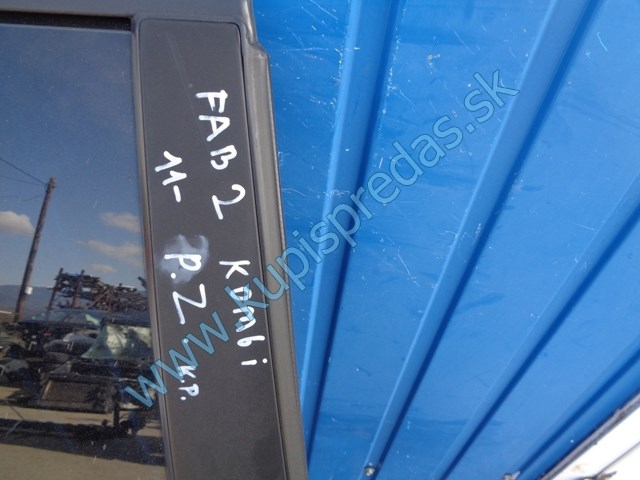 FAB 2 KOMBI
11- P.Z. K.P.
www.kupispredas.sk